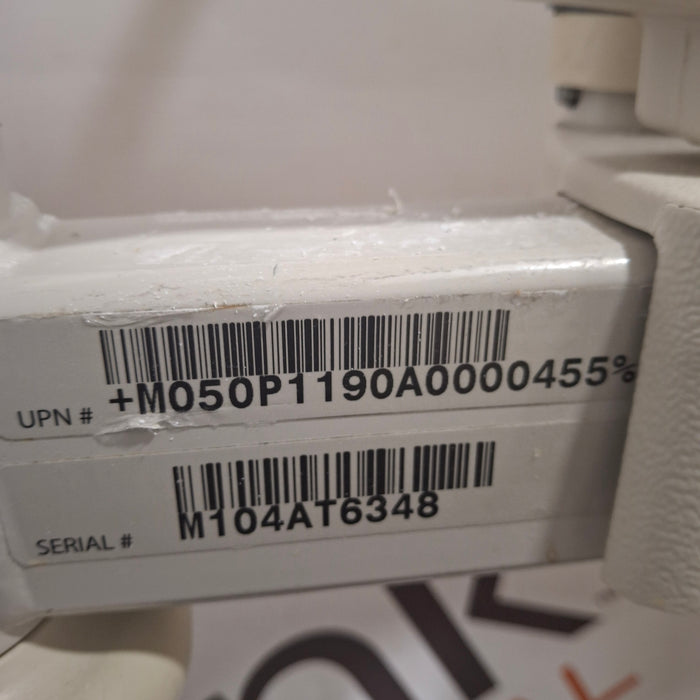 UPN # +M050P1190A0000455%
SERIAL # M104AT6348